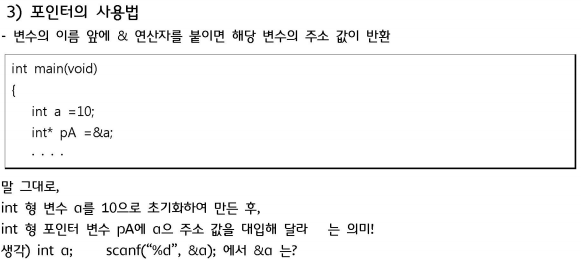 3) 포인터의 사용법
- 변수의 이름 앞에 & 연산자를 붙이면 해당 변수의 주소 값이 반환
int main(void)
{
int a =10;
int* pA =&a;
. . . .
말 그대로,
int 형 변수 a를 10으로 초기화하여 만든 후,
int 형 포인터 변수 pA에 a으 주소 값을 대입해 달라 는 의미!
생각) int a; scanf("%d", &a); 에서 &a 는?